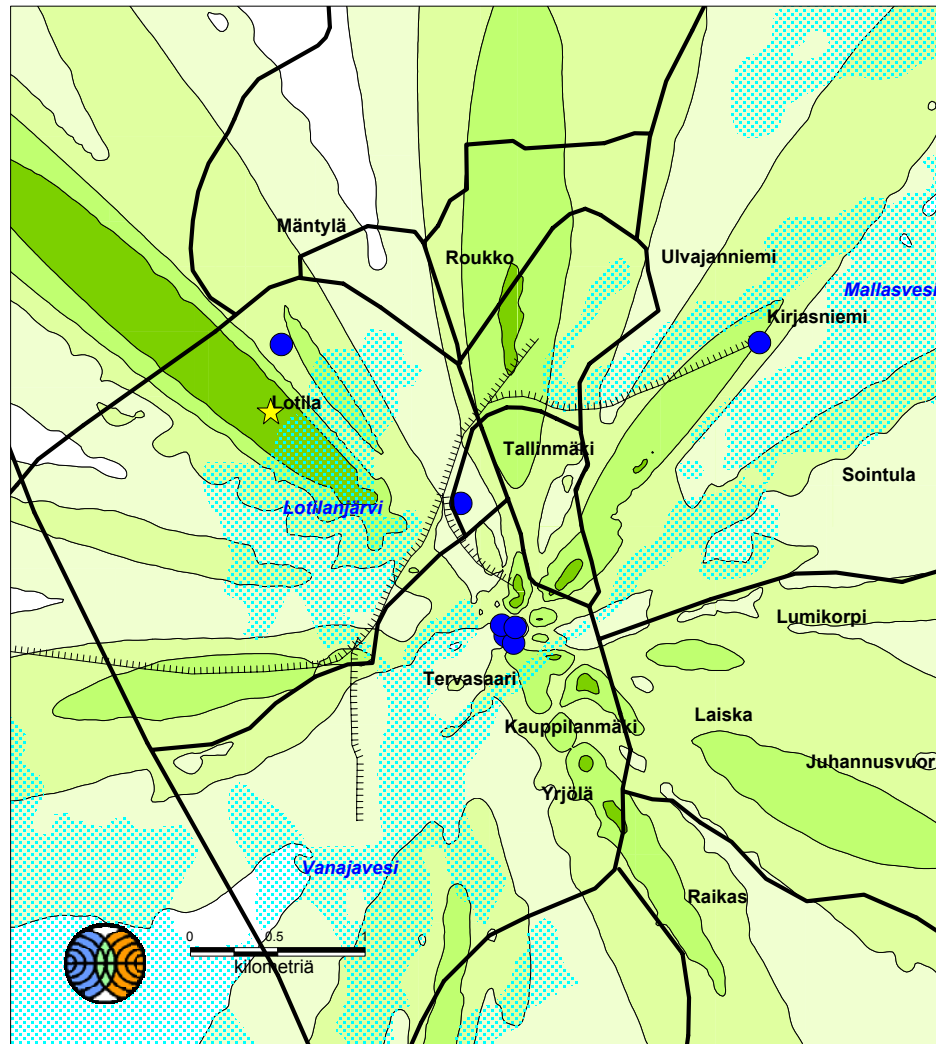 Mäntylä
Roukko
Ulvajanniemi
Mallasvesi
Kirjasniemi
Lotila
Tallinmäki
Sointula
Lotilanjärvi
Lumikorpi
Tervasaari
Laiska
Kauppilanmäki
Juhannusvuor
Yrjölä
Vanajavesi
Raikas
0 0.5 1
kilometriä